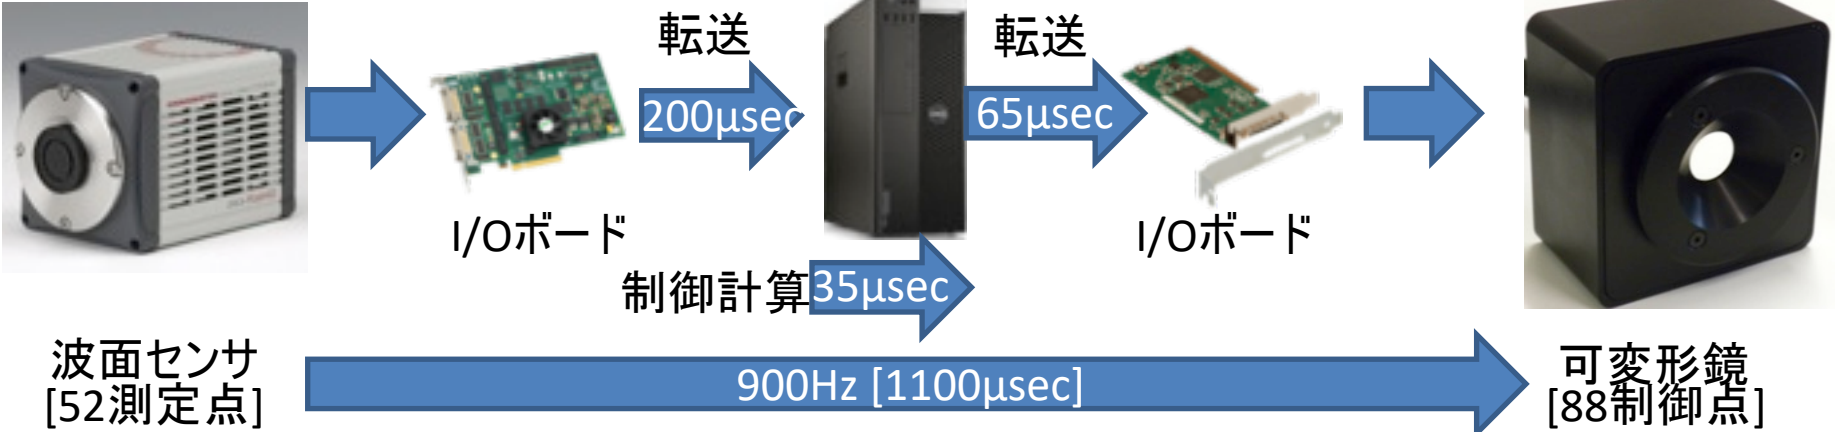 転送
200μsec
転送
65μsec
I/Oボード
I/Oボード
制御計算
35μsec
波面センサ
[52測定点]
900Hz [1100μsec]
可変形鏡
[88制御点]